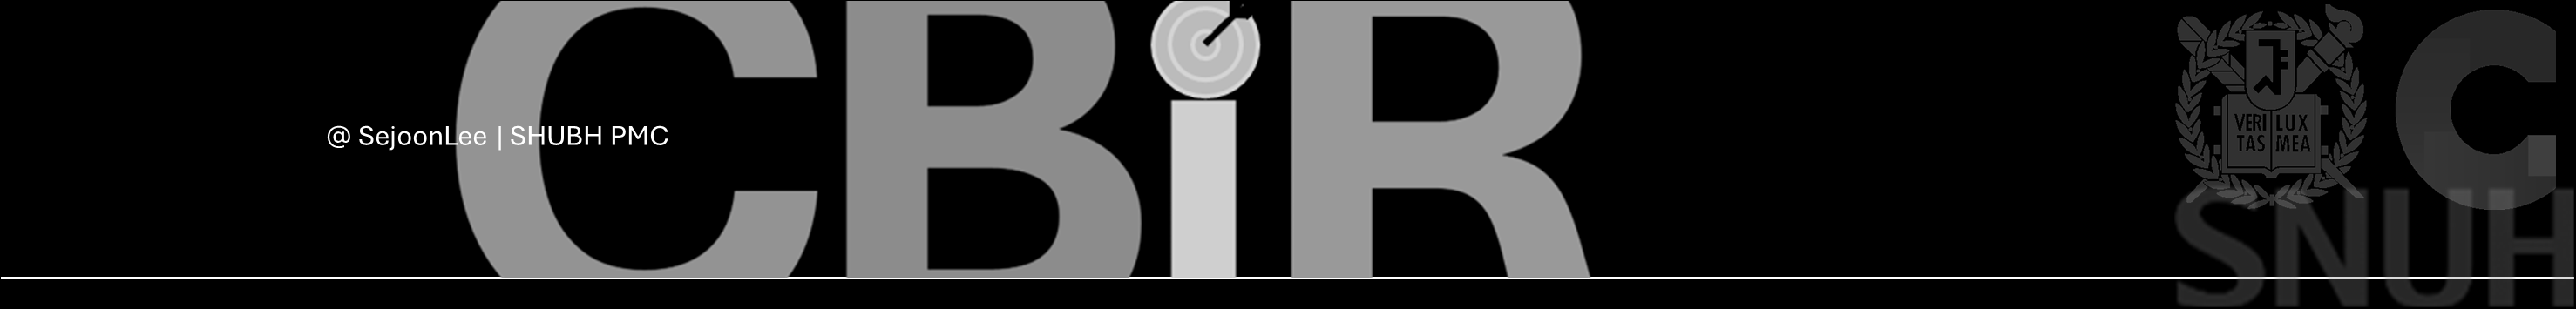 CBiR
@ SejoonLee | SHUBH PMC
VERI LUX
TAS MEA
C
SNUH